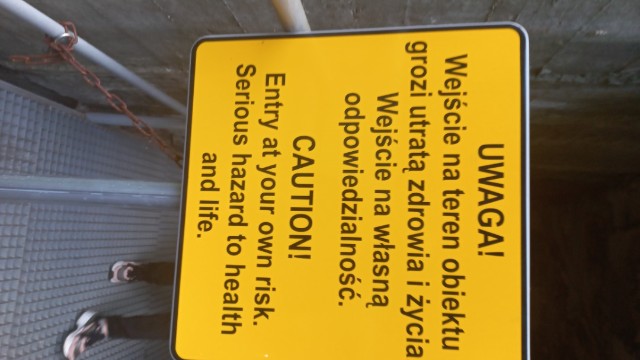 UWAGA!
Wejście na teren obiektu
grozi utratą zdrowia i życia
Wejście na własną
odpowiedzialność.
CAUTION!
Entry at your own risk.
Serious hazard to health
and life.